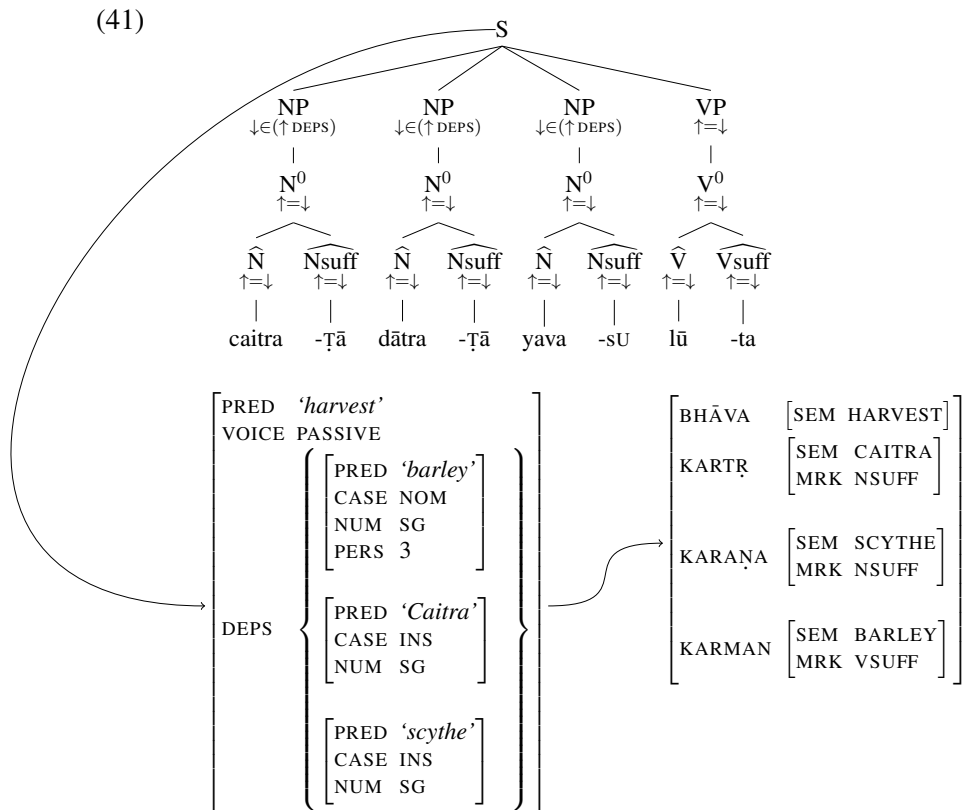 (41)
S
NP NP NP VP
↓∈(↑ DEPS) ↓∈(↑ DEPS) ↓∈(↑ DEPS) ↑=↓
N⁰ N⁰ N⁰ V⁰
↑=↓ ↑=↓ ↑=↓ ↑=↓
N̂ N͡suff N̂ N͡suff N̂ N͡suff V̂ V͡suff
↑=↓ ↑=↓ ↑=↓ ↑=↓ ↑=↓ ↑=↓ ↑=↓ ↑=↓
caitra -Ṭā dātra -Ṭā yava -sU lū -ta
PRED ‘harvest’
VOICE PASSIVE
DEPS
PRED ‘barley’
CASE NOM
NUM SG
PERS 3
PRED ‘Caitra’
CASE INS
NUM SG
PRED ‘scythe’
CASE INS
NUM SG
BHĀVA [SEM HARVEST]
KARTṚ
SEM CAITRA
MRK NSUFF
KARAṆA
SEM SCYTHE
MRK NSUFF
KARMAN
SEM BARLEY
MRK VSUFF